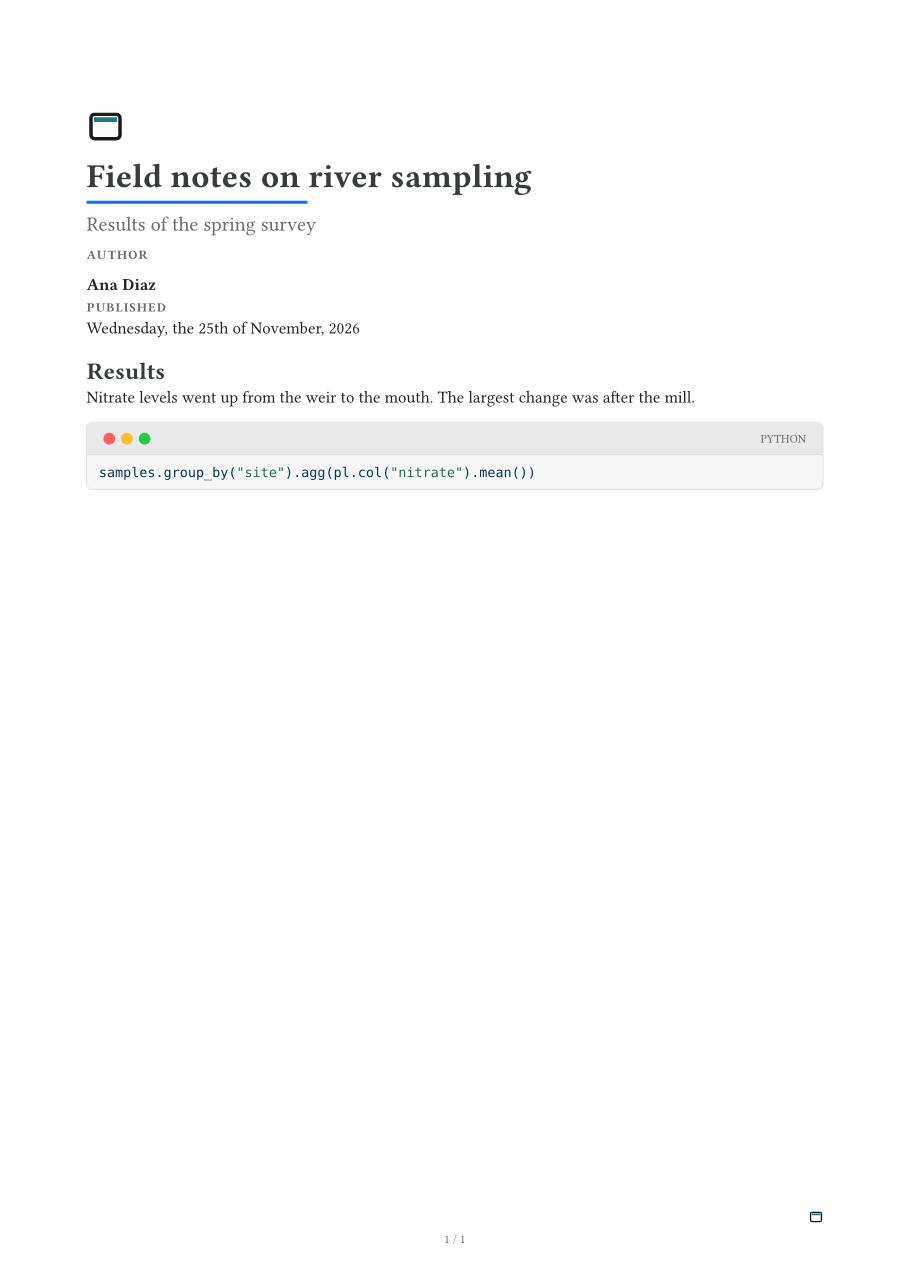 Field notes on river sampling
Results of the spring survey
AUTHOR
Ana Diaz
PUBLISHED
Wednesday, the 25th of November, 2026
Results
Nitrate levels went up from the weir to the mouth. The largest change was after the mill.
PYTHON
samples.group_by("site").agg(pl.col("nitrate").mean())
1 / 1